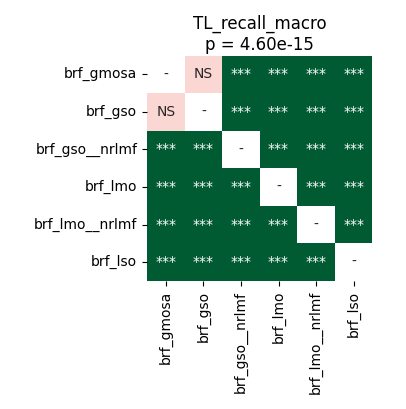 TL_recall_macro
p = 4.60e-15
brf_gmosa - NS *** *** *** ***
brf_gso NS - *** *** *** ***
brf_gso__nrlmf *** *** - *** *** ***
brf_lmo *** *** *** - *** ***
brf_lmo__nrlmf *** *** *** *** - ***
brf_lso *** *** *** *** *** -
brf_gmosa
brf_gso
brf_gso__nrlmf
brf_lmo
brf_lmo__nrlmf
brf_lso